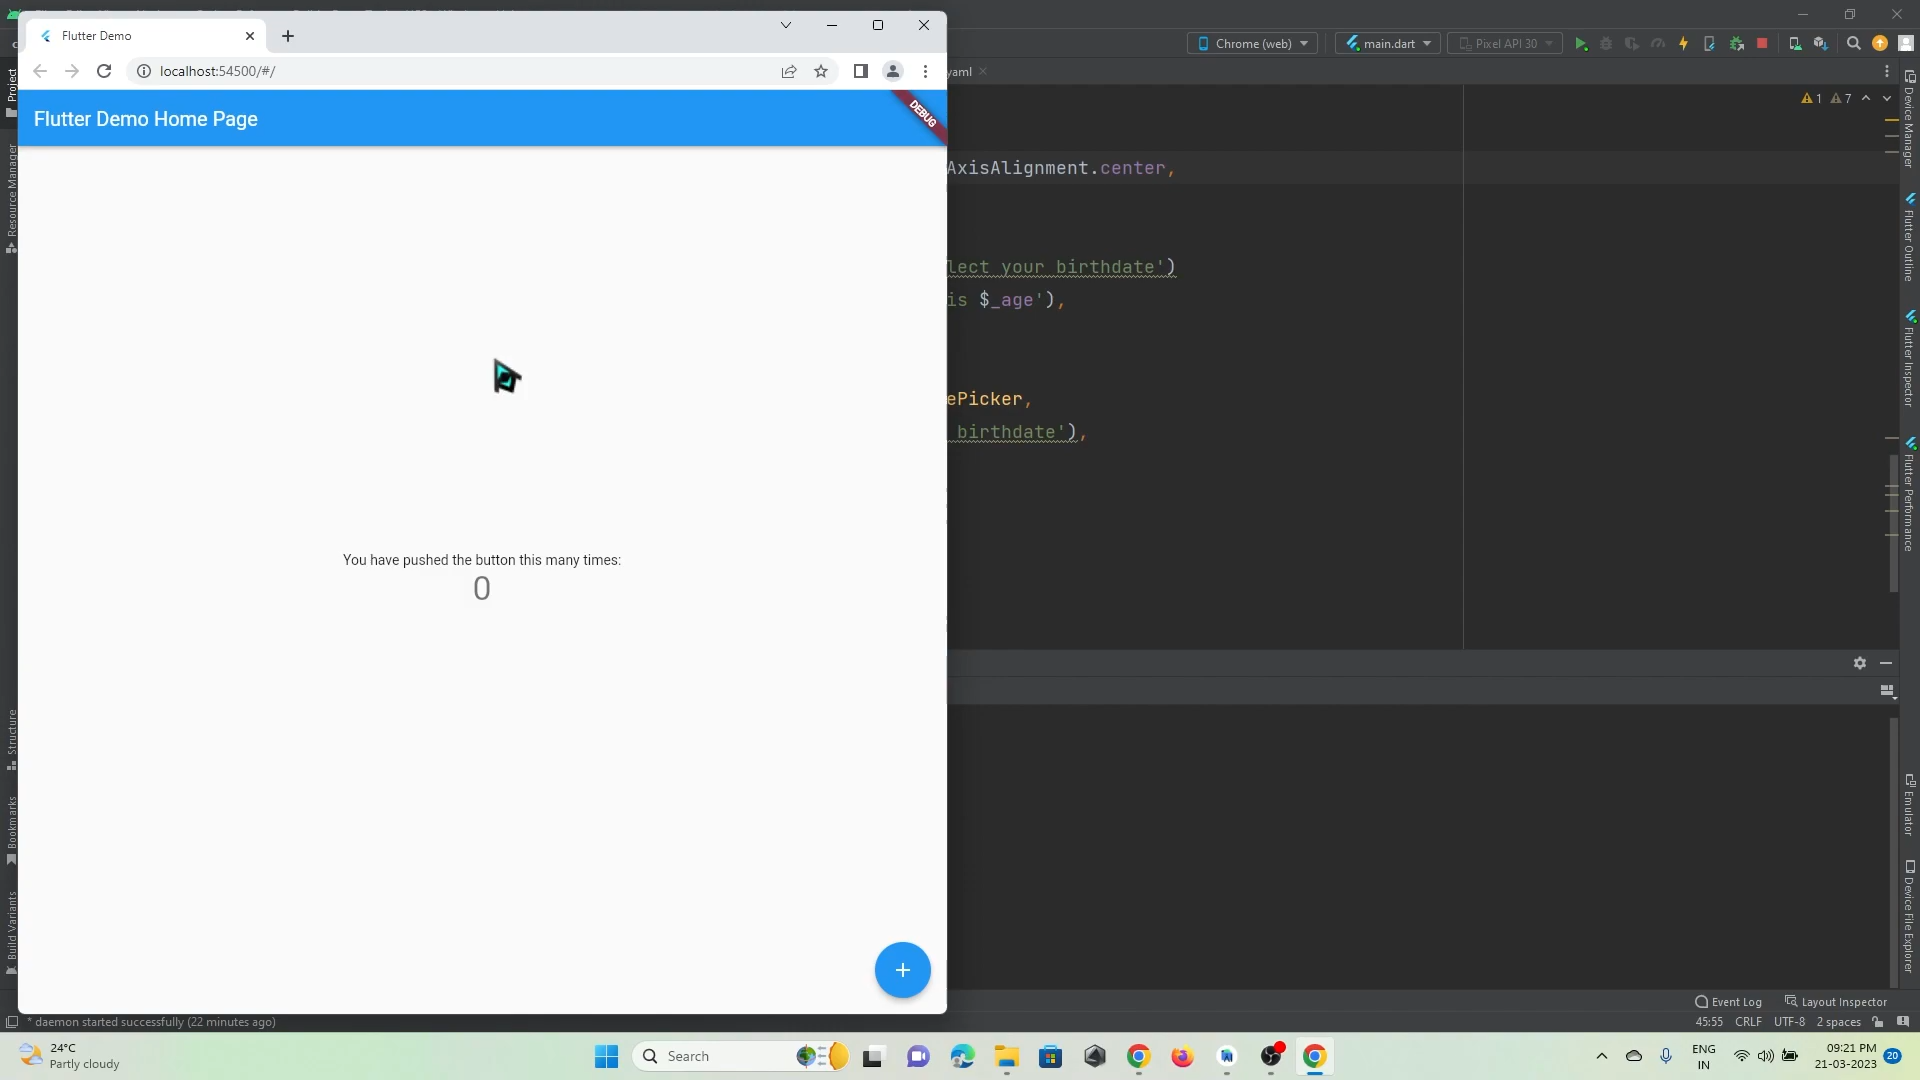 Flutter Demo
localhost:54500/#/
Flutter Demo Home Page
DEBUG
You have pushed the button this many times:
0
+
Chrome (web)
main.dart
Pixel API 30
yaml
1 7
AxisAlignment.center,
lect your birthdate')
is $_age'),
ePicker,
birthdate'),
Project
Resource Manager
Structure
Bookmarks
Build Variants
Device Manager
Flutter Outline
Flutter Inspector
Flutter Performance
Emulator
Device File Explorer
Event Log
Layout Inspector
* daemon started successfully (22 minutes ago)
45:55 CRLF UTF-8 2 spaces
24°C
Partly cloudy
Search
ENG
IN
09:21 PM
21-03-2023
20